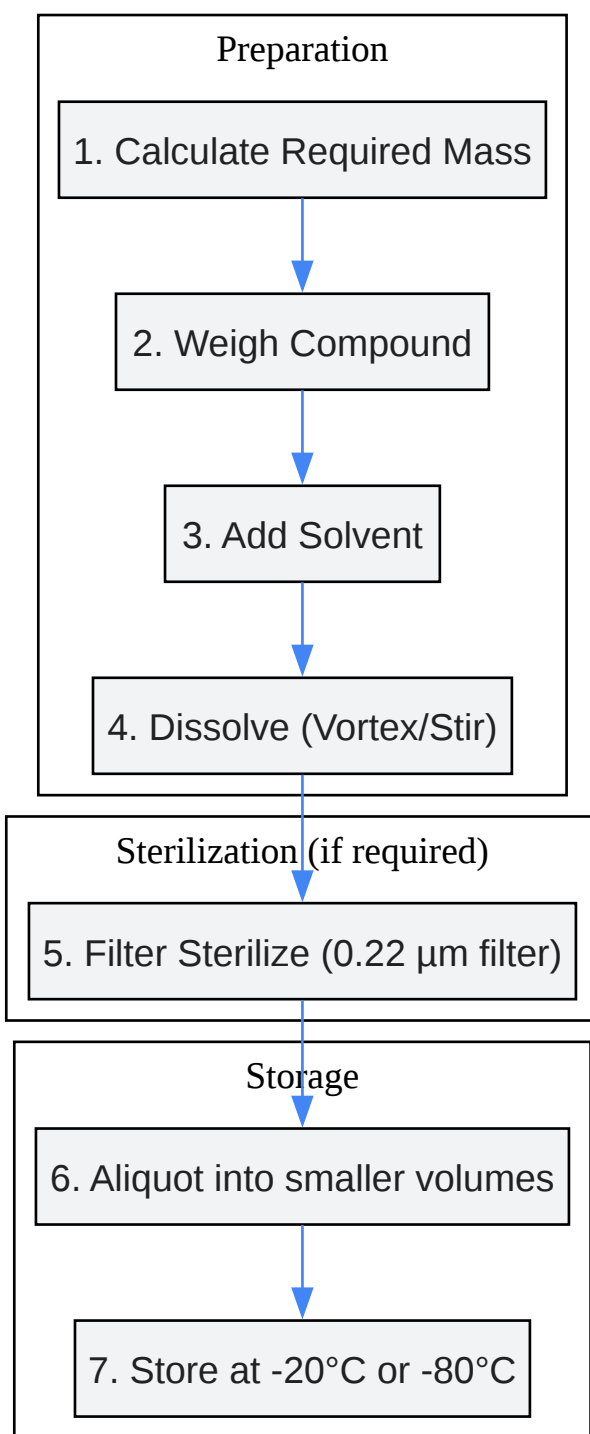 Preparation
1. Calculate Required Mass
2. Weigh Compound
3. Add Solvent
4. Dissolve (Vortex/Stir)
Sterilization (if required)
5. Filter Sterilize (0.22 µm filter)
Storage
6. Aliquot into smaller volumes
7. Store at -20°C or -80°C